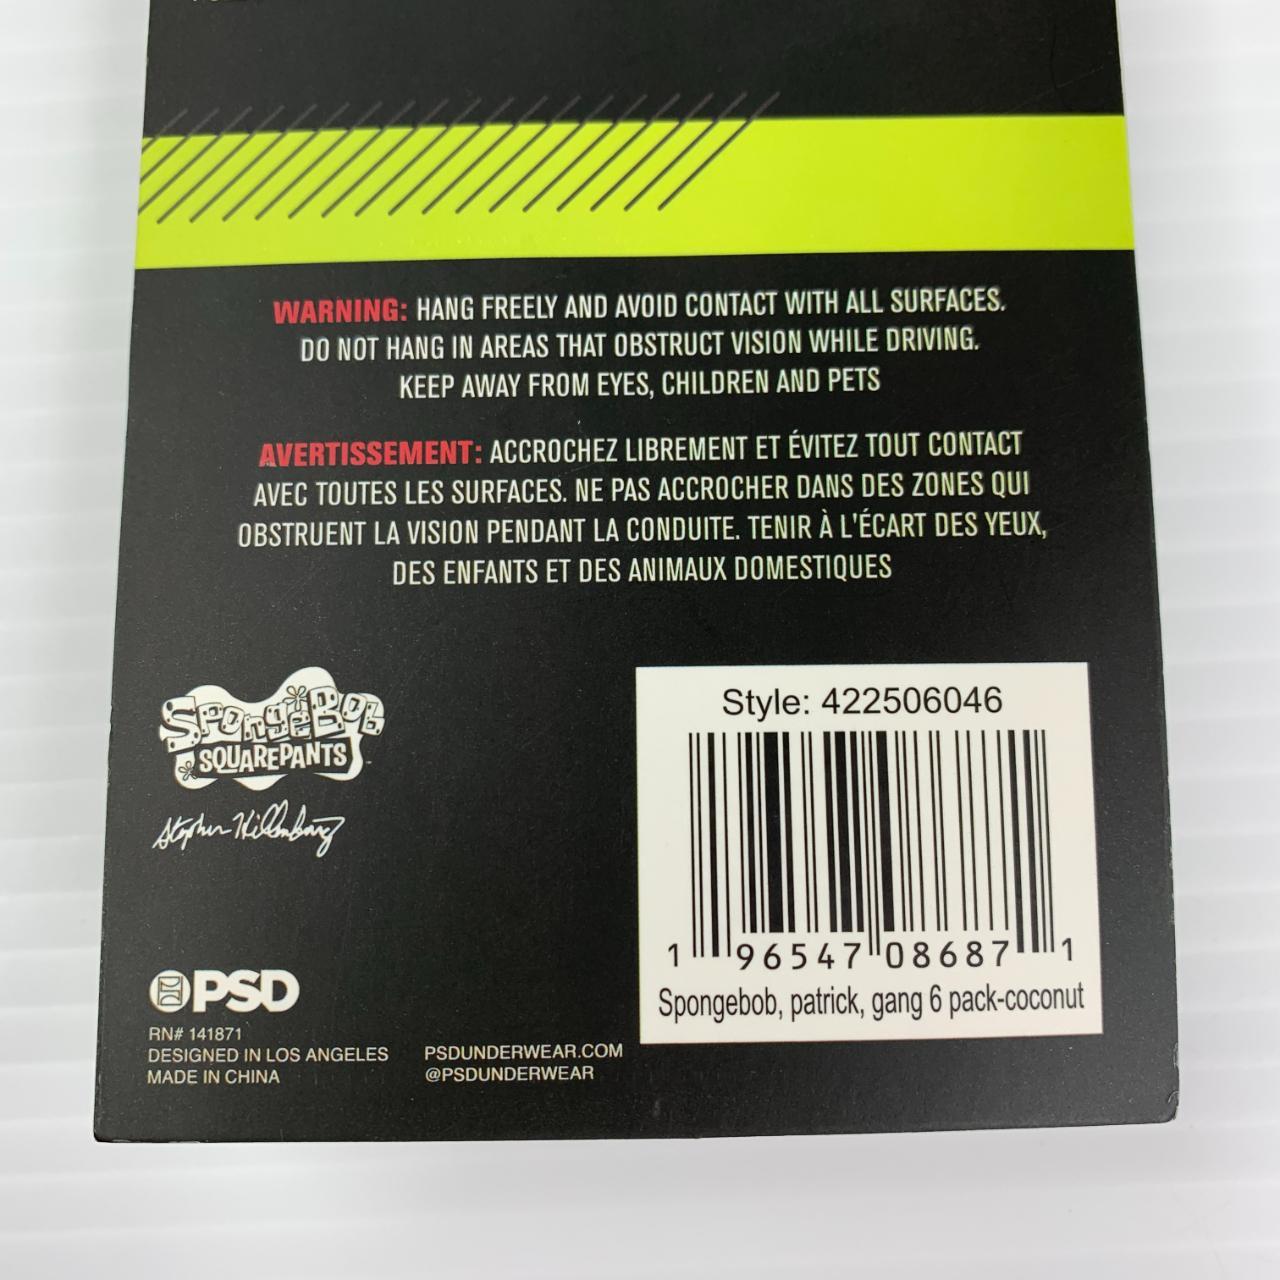 WARNING: HANG FREELY AND AVOID CONTACT WITH ALL SURFACES.
DO NOT HANG IN AREAS THAT OBSTRUCT VISION WHILE DRIVING.
KEEP AWAY FROM EYES, CHILDREN AND PETS
AVERTISSEMENT: ACCROCHEZ LIBREMENT ET ÉVITEZ TOUT CONTACT
AVEC TOUTES LES SURFACES. NE PAS ACCROCHER DANS DES ZONES QUI
OBSTRUENT LA VISION PENDANT LA CONDUITE. TENIR À L'ÉCART DES YEUX,
DES ENFANTS ET DES ANIMAUX DOMESTIQUES
SPONGEBOB
SQUAREPANTS
Stephen Hillenburg
PSD
RN# 141871
DESIGNED IN LOS ANGELES
MADE IN CHINA
PSDUNDERWEAR.COM
@PSDUNDERWEAR
Style: 422506046
1 96547 08687 1
Spongebob, patrick, gang 6 pack-coconut